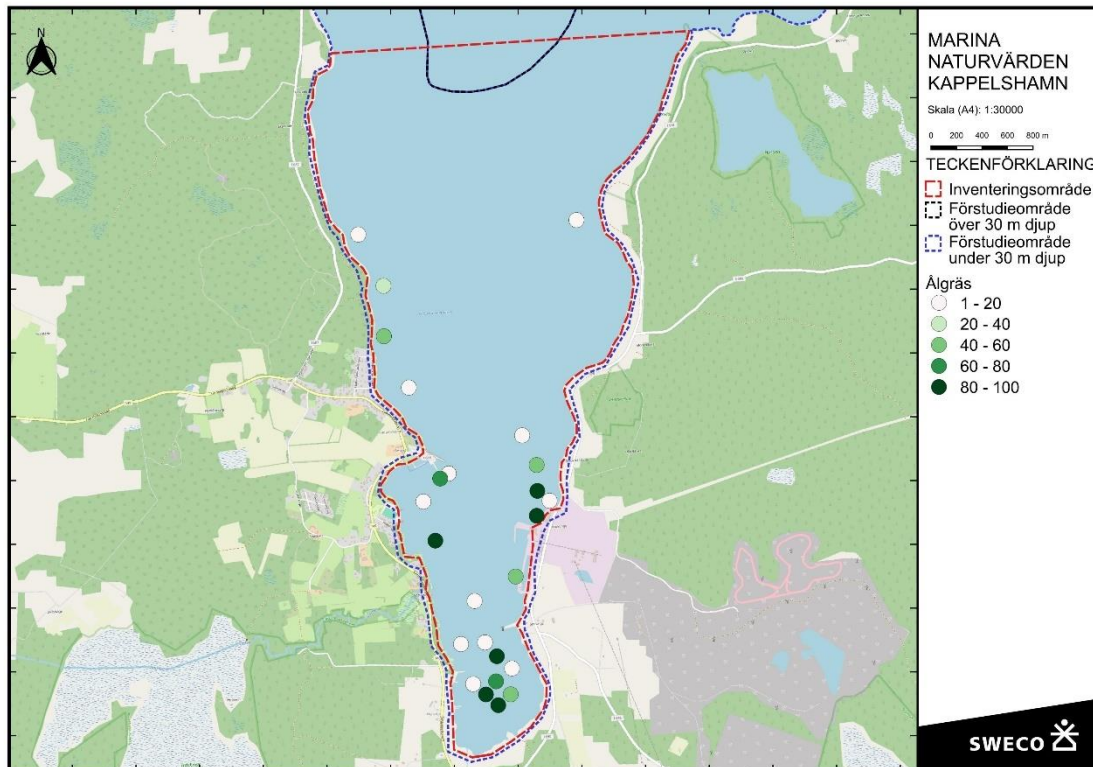 N
MARINA
NATURVÄRDEN
KAPPELSHAMN
Skala (A4): 1:30000
0 200 400 600 800 m
TECKENFÖRKLARING
Inventeringsområde
Förstudieområde
över 30 m djup
Förstudieområde
under 30 m djup
Ålgräs
1 - 20
20 - 40
40 - 60
60 - 80
80 - 100
SWECO